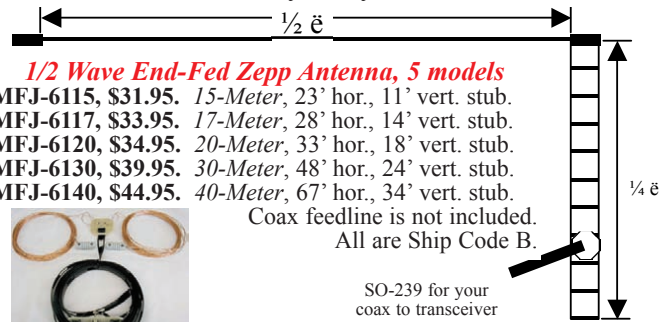 ½ ë
1/2 Wave End-Fed Zepp Antenna, 5 models
MFJ-6115, $31.95. 15-Meter, 23’ hor., 11’ vert. stub.
MFJ-6117, $33.95. 17-Meter, 28’ hor., 14’ vert. stub.
MFJ-6120, $34.95. 20-Meter, 33’ hor., 18’ vert. stub.
MFJ-6130, $39.95. 30-Meter, 48’ hor., 24’ vert. stub.
MFJ-6140, $44.95. 40-Meter, 67’ hor., 34’ vert. stub.
¼ ë
Coax feedline is not included.
All are Ship Code B.
SO-239 for your
coax to transceiver